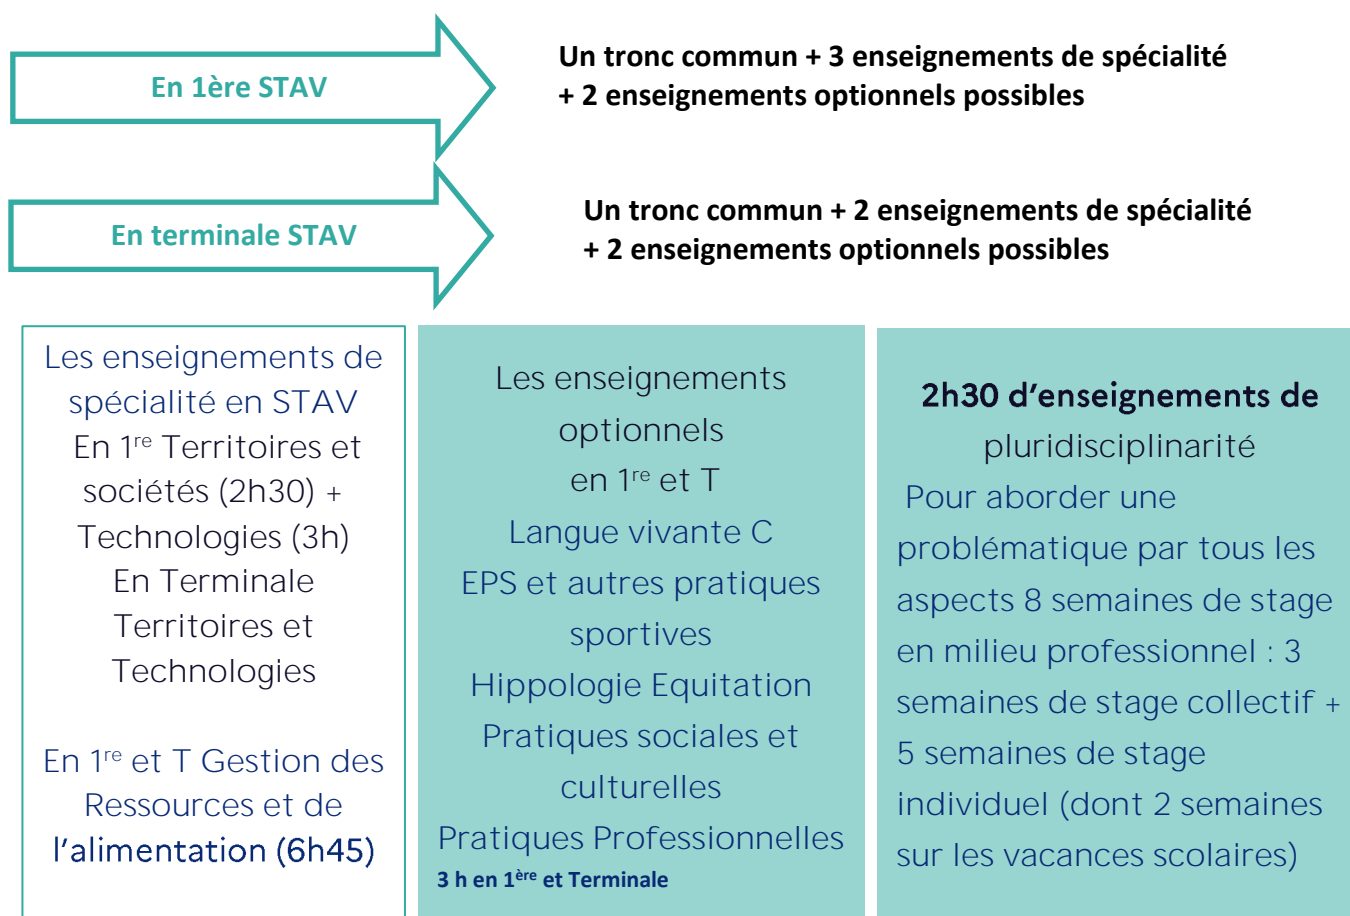 En 1ère STAV
Un tronc commun + 3 enseignements de spécialité
+ 2 enseignements optionnels possibles
En terminale STAV
Un tronc commun + 2 enseignements de spécialité
+ 2 enseignements optionnels possibles
Les enseignements de
spécialité en STAV
En 1re Territoires et
sociétés (2h30) +
Technologies (3h)
En Terminale
Territoires et
Technologies
En 1re et T Gestion des
Ressources et de
l'alimentation (6h45)
Les enseignements
optionnels
en 1re et T
Langue vivante C
EPS et autres pratiques
sportives
Hippologie Equitation
Pratiques sociales et
culturelles
Pratiques Professionnelles
3 h en 1ère et Terminale
2h30 d'enseignements de
pluridisciplinarité
Pour aborder une
problématique par tous les
aspects 8 semaines de stage
en milieu professionnel : 3
semaines de stage collectif +
5 semaines de stage
individuel (dont 2 semaines
sur les vacances scolaires)